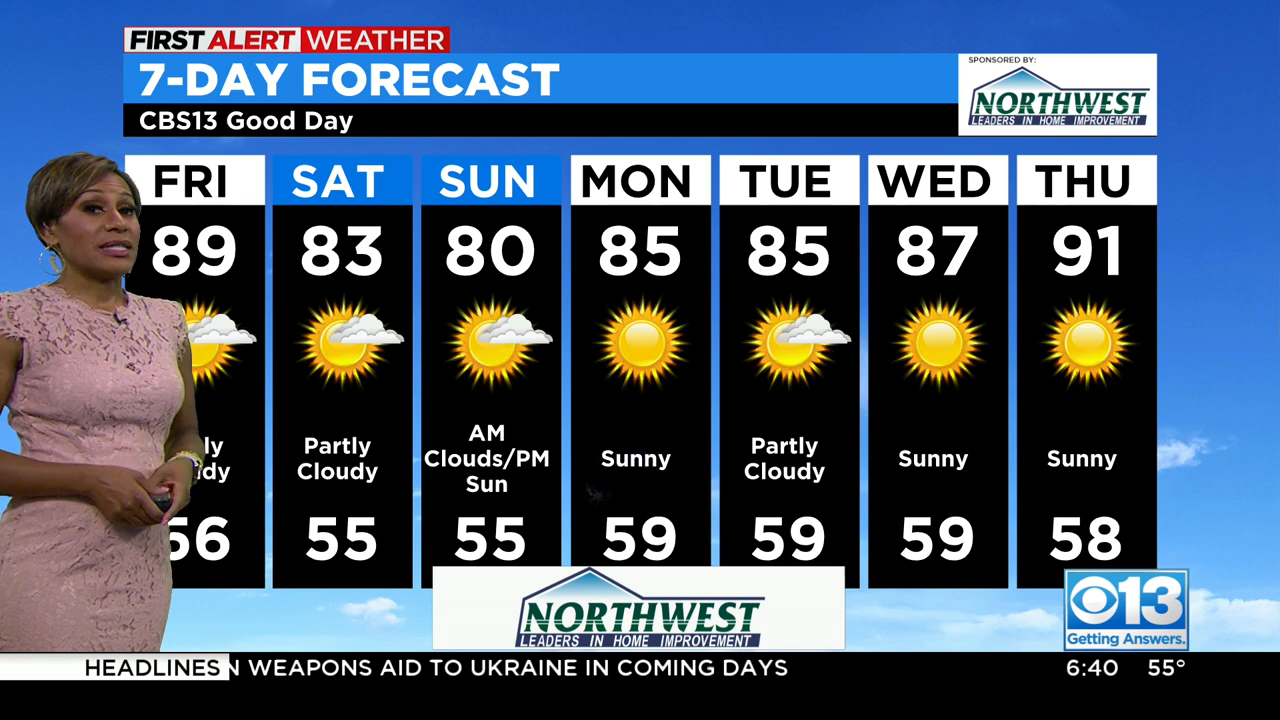 FIRST ALERT WEATHER
7-DAY FORECAST
CBS13 Good Day
SPONSORED BY:
NORTHWEST
LEADERS IN HOME IMPROVEMENT
FRI SAT SUN MON TUE WED THU
89 83 80 85 85 87 91
Partly
Cloudy
AM
Clouds/PM
Sun
Sunny
Partly
Cloudy
Sunny
Sunny
56 55 55 59 59 59 58
NORTHWEST
LEADERS IN HOME IMPROVEMENT
13
Getting Answers.
HEADLINES N WEAPONS AID TO UKRAINE IN COMING DAYS 6:40 55°